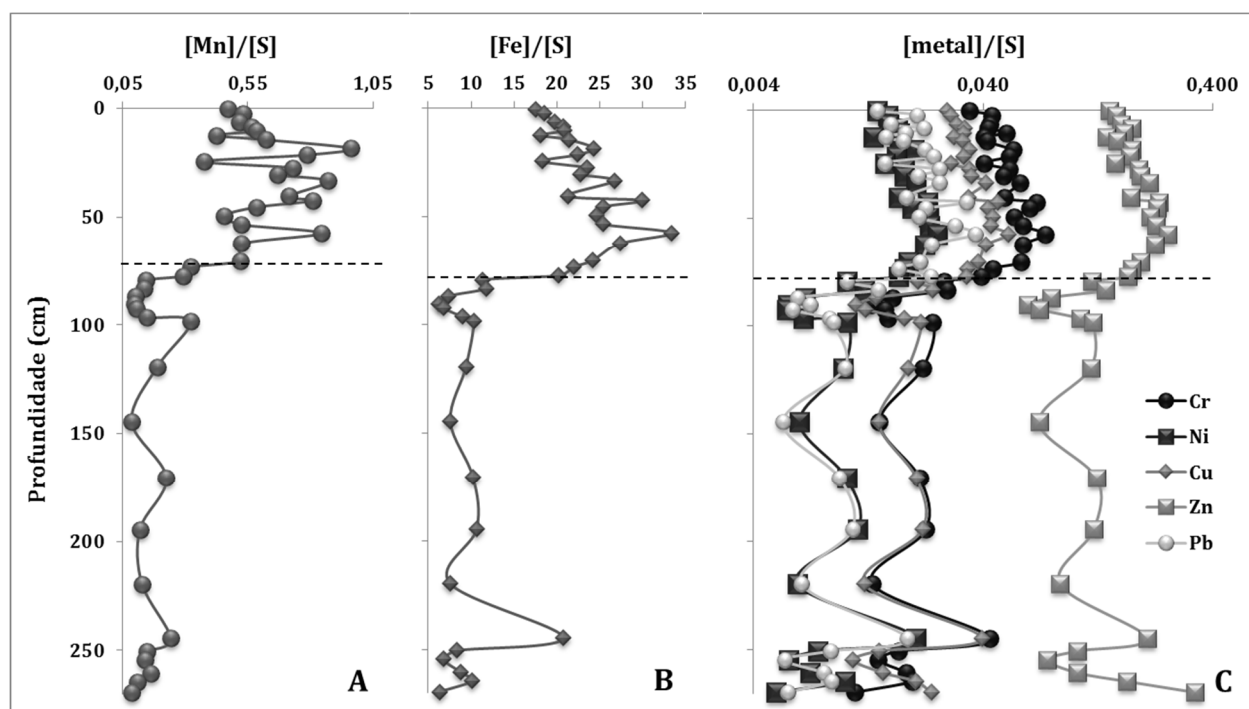 [Mn]/[S]
0,05 0,55 1,05
[Fe]/[S]
5 10 15 20 25 30 35
[metal]/[S]
0,004 0,040 0,400
Profundidade (cm)
0
50
100
150
200
250
300
A
B
C
Cr
Ni
Cu
Zn
Pb